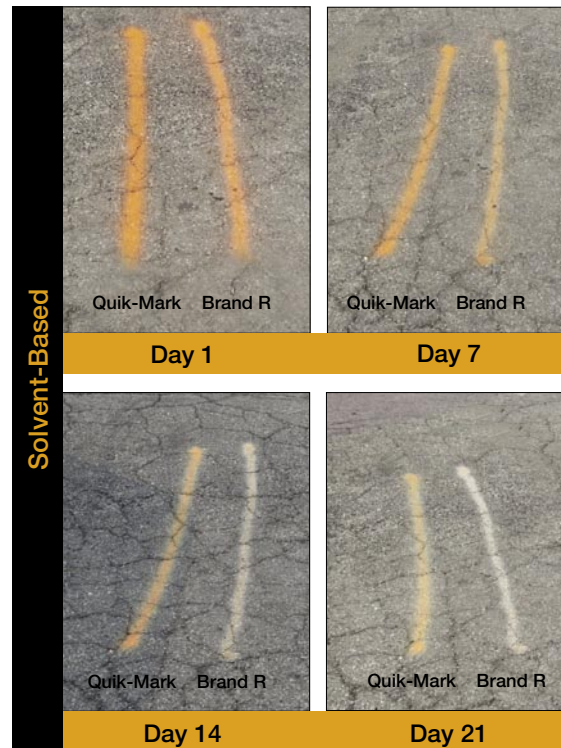 Solvent-Based
Quik-Mark Brand R
Day 1
Quik-Mark Brand R
Day 7
Quik-Mark Brand R
Day 14
Quik-Mark Brand R
Day 21